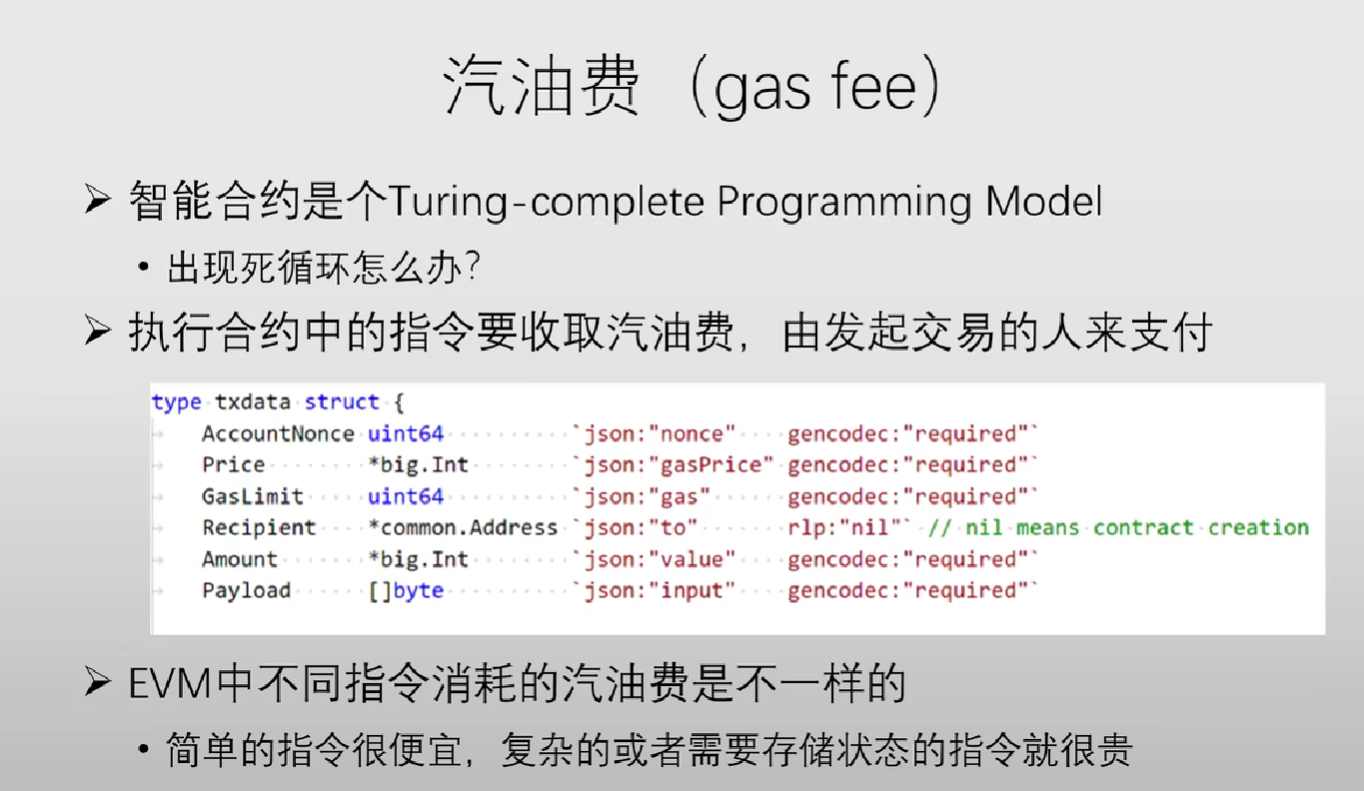 汽油费（gas fee）
➢ 智能合约是个Turing-complete Programming Model
• 出现死循环怎么办？
➢ 执行合约中的指令要收取汽油费，由发起交易的人来支付
type txdata struct {
AccountNonce uint64 `json:"nonce" gencodec:"required"`
Price *big.Int `json:"gasPrice" gencodec:"required"`
GasLimit uint64 `json:"gas" gencodec:"required"`
Recipient *common.Address `json:"to" rlp:"nil"` // nil means contract creation
Amount *big.Int `json:"value" gencodec:"required"`
Payload []byte `json:"input" gencodec:"required"`
➢ EVM中不同指令消耗的汽油费是不一样的
• 简单的指令很便宜，复杂的或者需要存储状态的指令就很贵